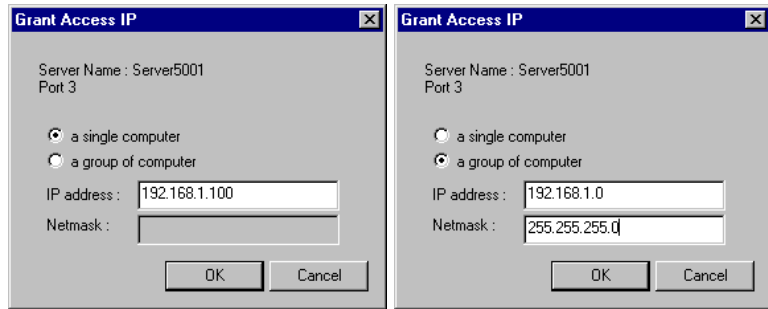 Grant Access IP
Server Name : Server5001
Port 3
a single computer
a group of computer
IP address : 192.168.1.100
Netmask :
OK Cancel
Grant Access IP
Server Name : Server5001
Port 3
a single computer
a group of computer
IP address : 192.168.1.0
Netmask : 255.255.255.0
OK Cancel